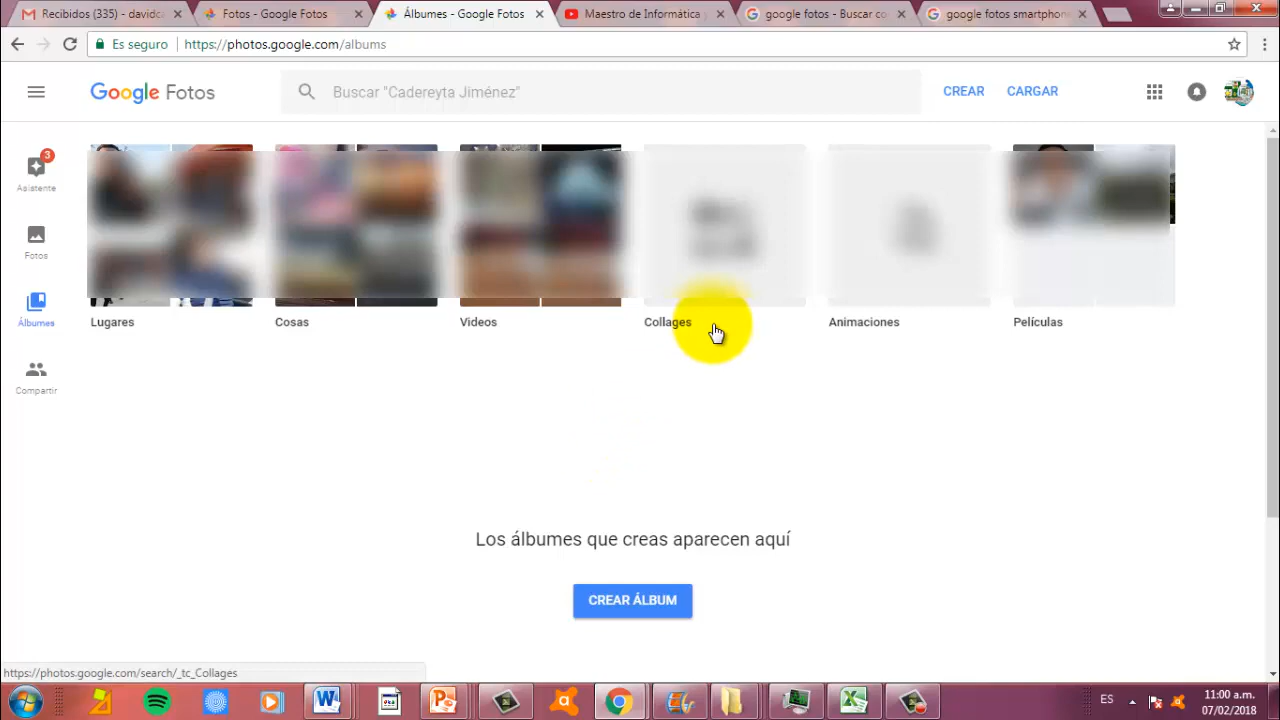 Recibidos (335) - davidca
Fotos - Google Fotos
Álbumes - Google Fotos
Maestro de Informática y
google fotos - Buscar co
google fotos smartphone
Es seguro
https://photos.google.com/albums
Google Fotos
Buscar "Cadereyta Jiménez"
CREAR
CARGAR
3
Asistente
Fotos
Álbumes
Compartir
Lugares
Cosas
Videos
Collages
Animaciones
Películas
Los álbumes que creas aparecen aquí
CREAR ÁLBUM
https://photos.google.com/search/_tc_Collages
ES
11:00 a.m.
07/02/2018